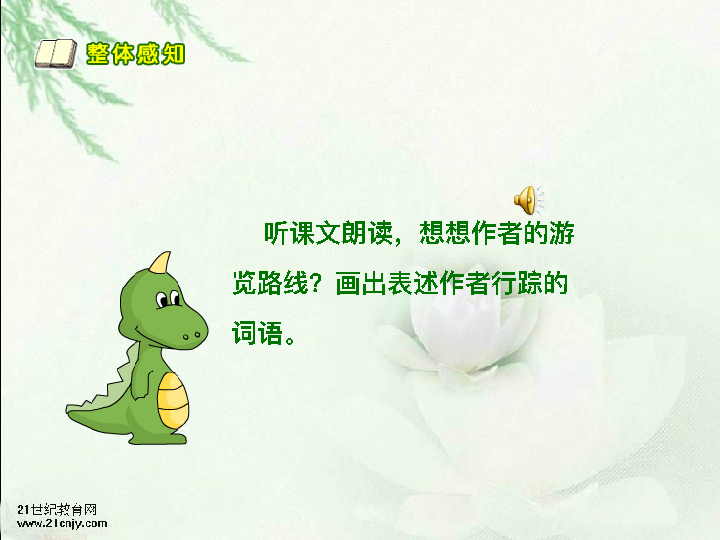 整体感知
听课文朗读，想想作者的游
览路线？画出表述作者行踪的
词语。
21世纪教育网
www.21cnjy.com